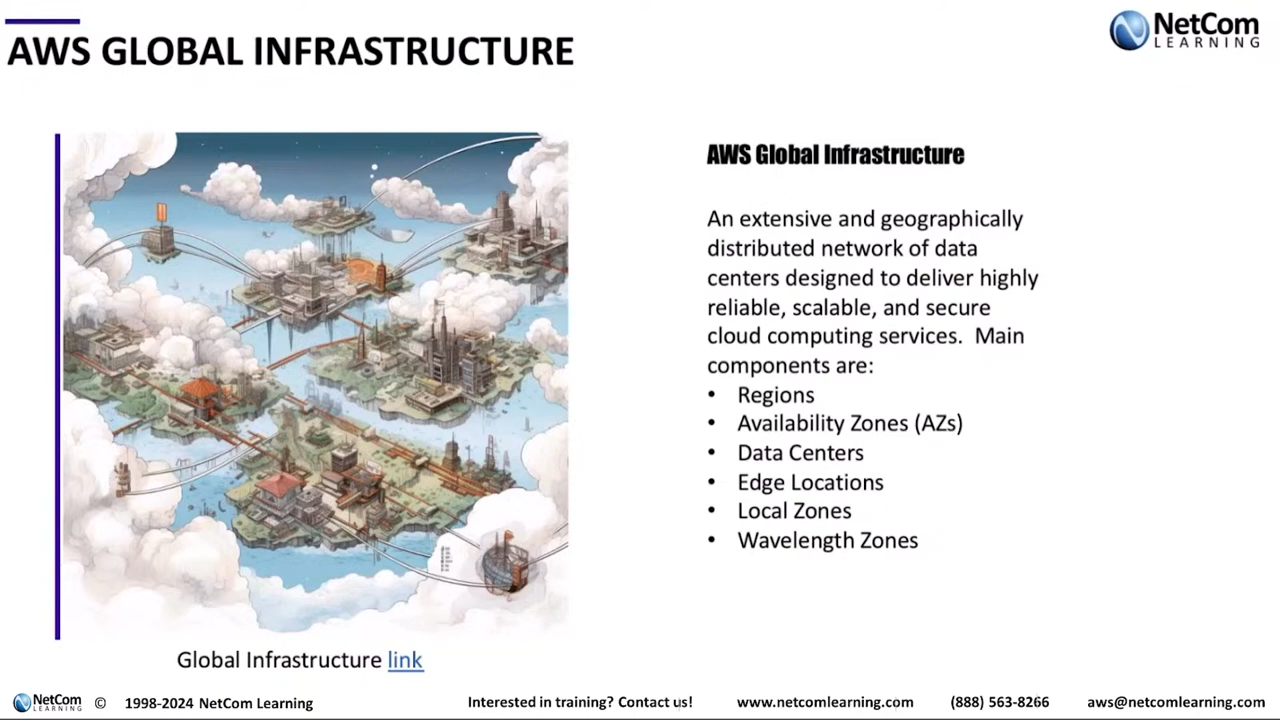 AWS GLOBAL INFRASTRUCTURE
NetCom
LEARNING
AWS Global Infrastructure
An extensive and geographically
distributed network of data
centers designed to deliver highly
reliable, scalable, and secure
cloud computing services.  Main
components are:
• Regions
• Availability Zones (AZs)
• Data Centers
• Edge Locations
• Local Zones
• Wavelength Zones
Global Infrastructure link
NetCom
LEARNING
© 1998-2024 NetCom Learning
Interested in training? Contact us!
www.netcomlearning.com
(888) 563-8266
aws@netcomlearning.com